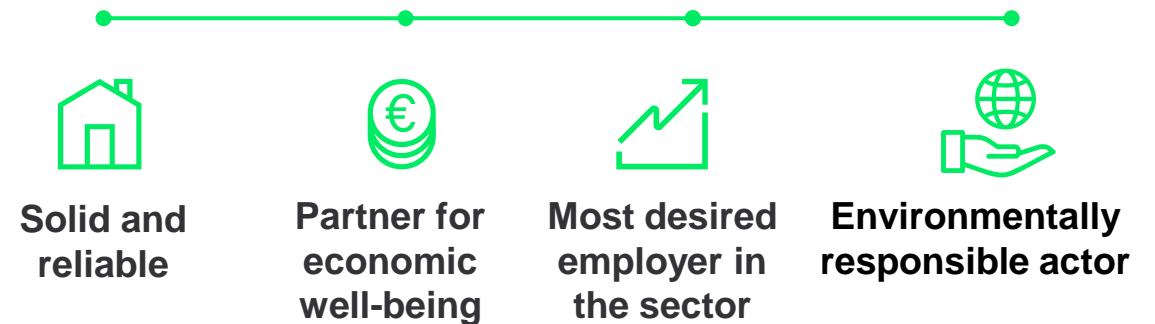 €
Solid and
reliable
Partner for
economic
well-being
Most desired
employer in
the sector
Environmentally
responsible actor